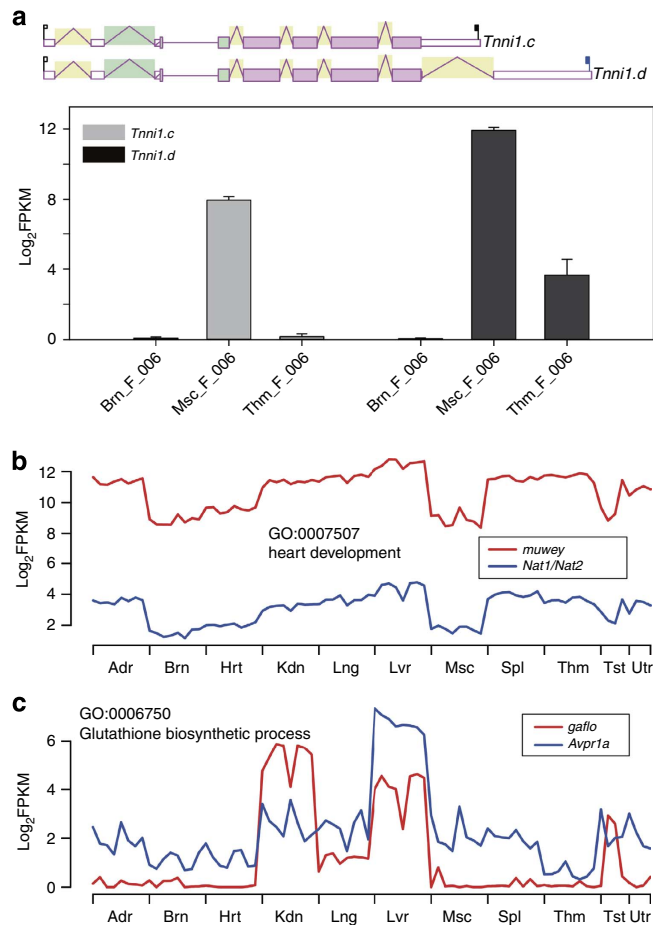 a
Tnni1.c
Tnni1.d
Tnni1.c
Tnni1.d
12
8
4
0
Log2FPKM
Brn_F_006
Msc_F_006
Thm_F_006
Brn_F_006
Msc_F_006
Thm_F_006
b
12
10
8
6
4
2
Log2FPKM
GO:0007507
heart development
muwey
Nat1/Nat2
Adr Brn Hrt Kdn Lng Lvr Msc Spl Thm Tst Utr
c
GO:0006750
Glutathione biosynthetic process
gaflo
Avpr1a
6
4
2
0
Log2FPKM
Adr Brn Hrt Kdn Lng Lvr Msc Spl Thm Tst Utr